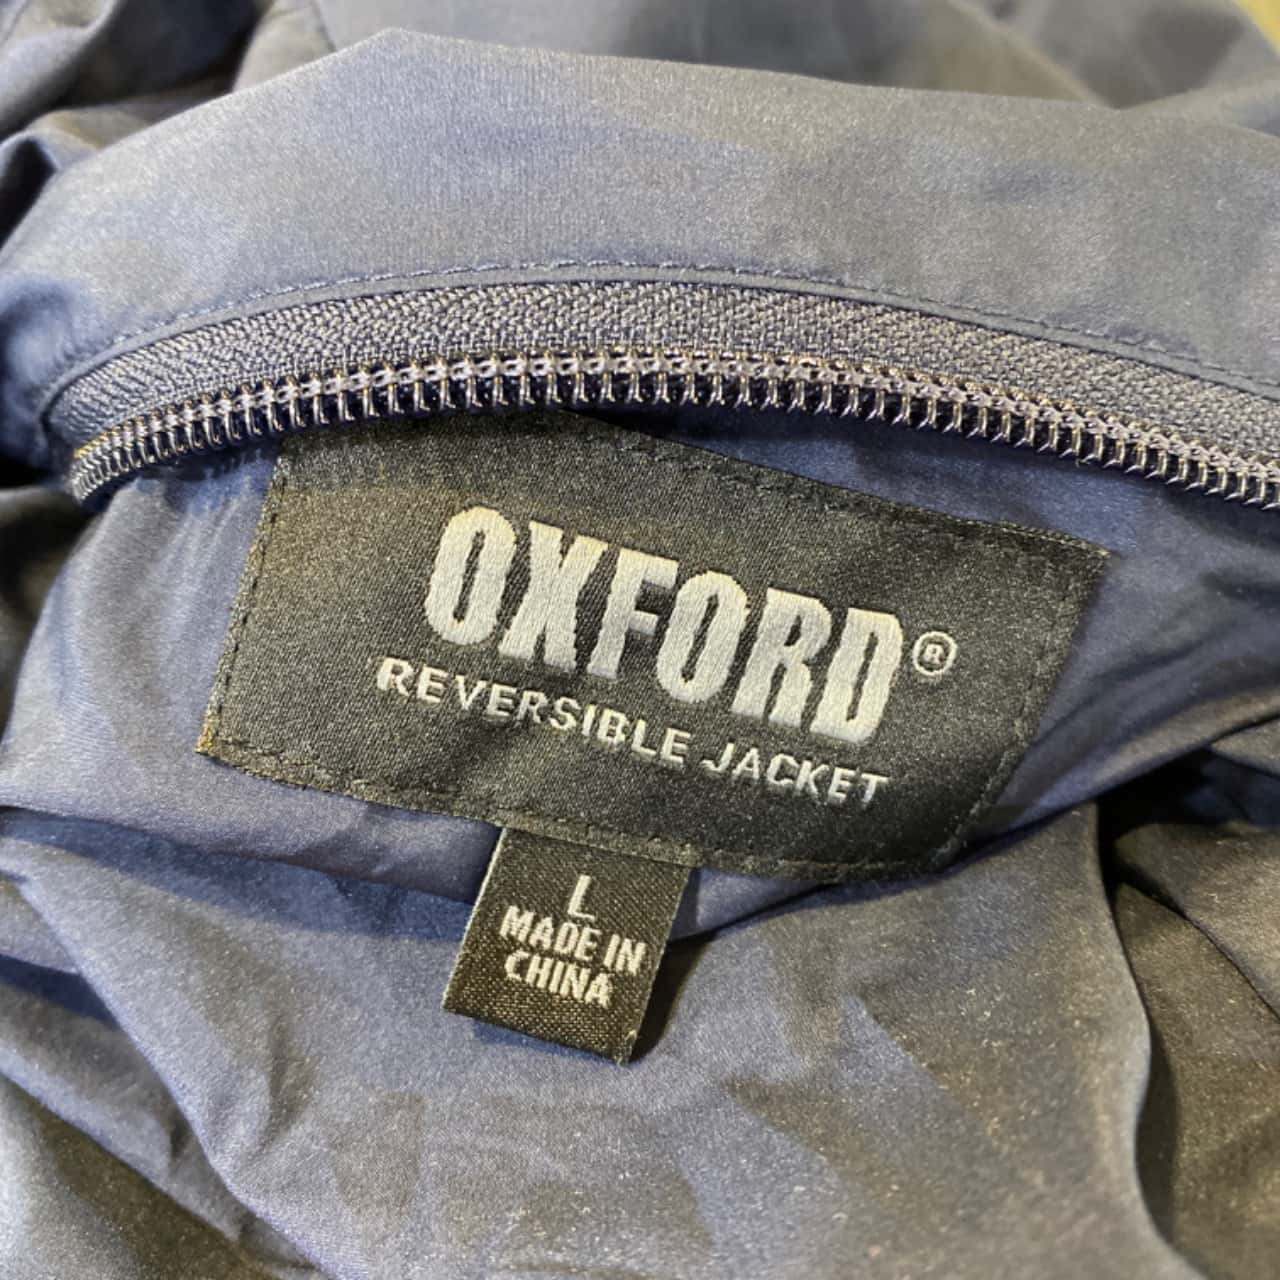 OXFORD®
REVERSIBLE JACKET
L
MADE IN
CHINA